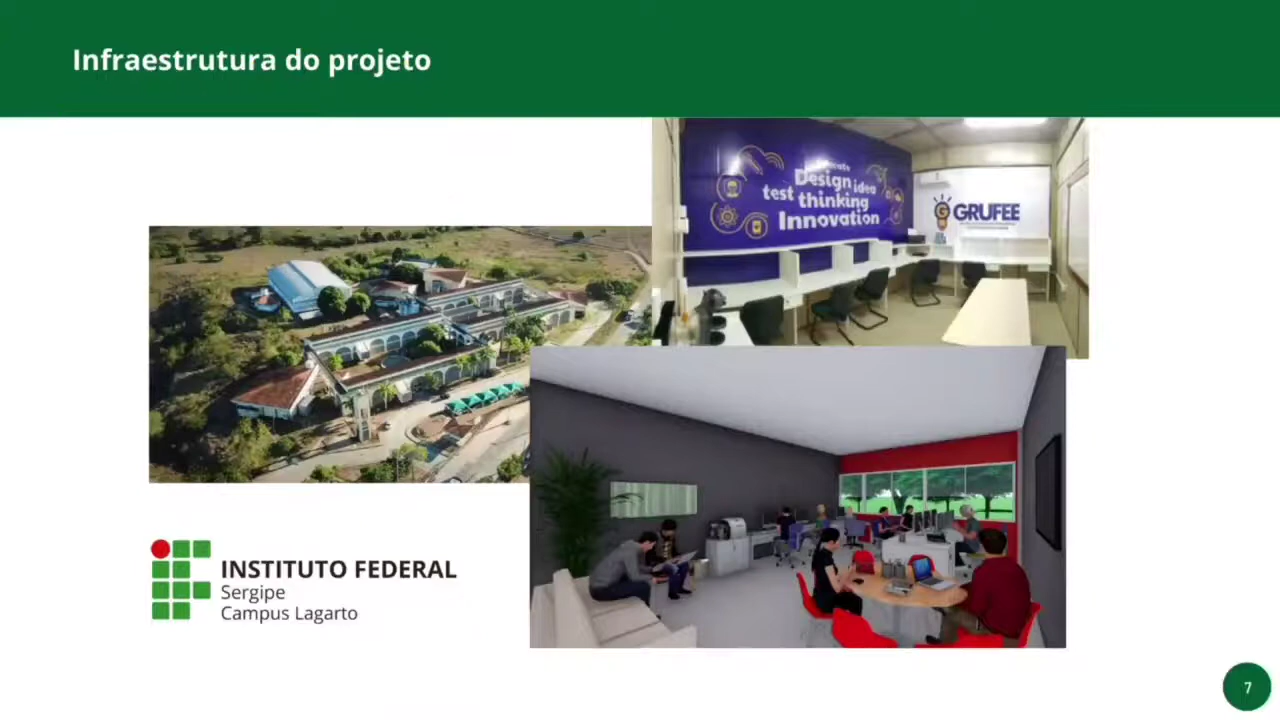 Infraestrutura do projeto
Design idea
test thinking
Innovation
GRUFEE
INSTITUTO FEDERAL
Sergipe
Campus Lagarto
7